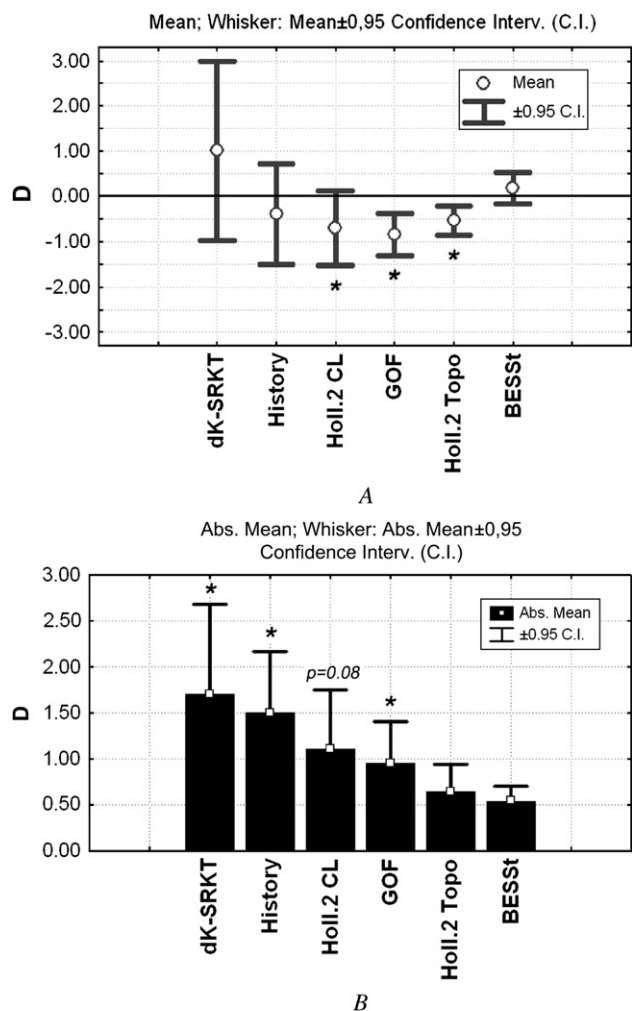 Mean; Whisker: Mean±0,95 Confidence Interv. (C.I.)
3.00
2.00
1.00
0.00
-1.00
-2.00
-3.00
D
Mean
±0.95 C.I.
*
*
*
dK-SRKT
History
Holl.2 CL
GOF
Holl.2 Topo
BESSt
A
Abs. Mean; Whisker: Abs. Mean±0,95
Confidence Interv. (C.I.)
3.00
2.50
2.00
1.50
1.00
0.50
0.00
D
Abs. Mean
±0.95 C.I.
*
*
p=0.08
*
dK-SRKT
History
Holl.2 CL
GOF
Holl.2 Topo
BESSt
B